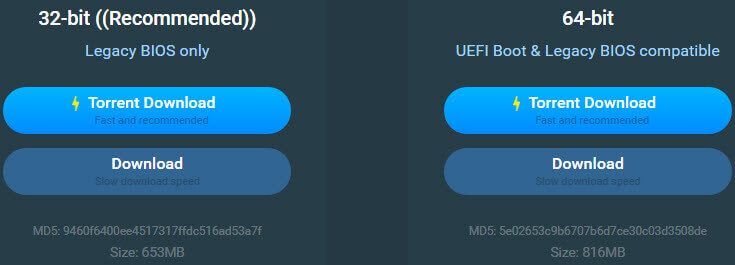 32-bit ((Recommended))
Legacy BIOS only
Torrent Download
Fast and recommended
Download
Slow download speed
MD5: 9460f6400ee4517317ffdc516ad53a7f
Size: 653MB
64-bit
UEFI Boot & Legacy BIOS compatible
Torrent Download
Fast and recommended
Download
Slow download speed
MD5: 5e02653c9b6707b6d7ce30c03d3508de
Size: 816MB